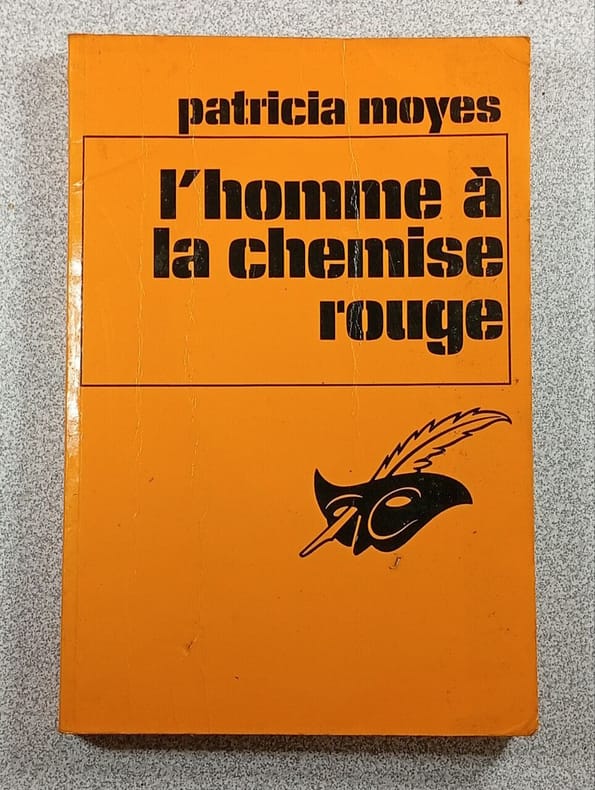 patricia moyes
l'homme à
la chemise
rouge